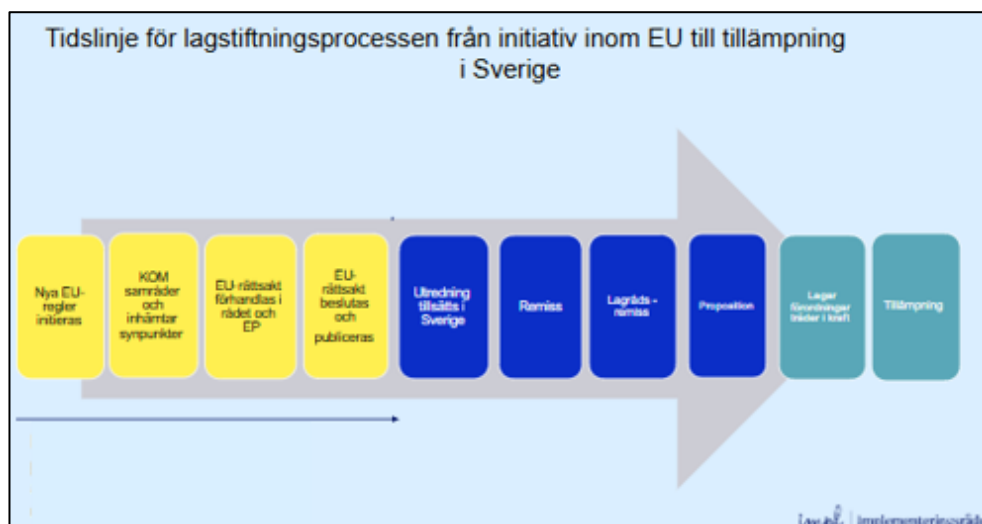 Tidslinje för lagstiftningsprocessen från initiativ inom EU till tillämpning
i Sverige
Nya EU-
regler
initieras
KOM
samråder
och
inhämtar
synpunkter
EU-rättsakt
förhandlas i
rådet och
EP
EU-
rättsakt
beslutas
och
publiceras
Utredning
tillsätts i
Sverige
Remiss
Lagråds -
remiss
Proposition
Lagar
förordningar
träder i kraft
Tillämpning
impl | Implementeringsråde